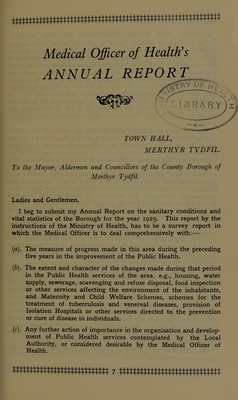 Medical Officer of Health's
ANNUAL REPORT
MINISTRY OF HEALTH
LIBRARY
TOWN HALL,
MERTHYR TYDFIL.
To the Mayor, Aldermen and Councillors of the County Borough of
Merthyr Tydfil.
Ladies and Gentlemen,
I beg to submit my Annual Report on the sanitary conditions and
vital statistics of the Borough for the year 1925. This report by the
instructions of the Ministry of Health, has to be a survey report in
which the Medical Officer is to deal comprehensively with:—
(a). The measure of progress made in this area during the preceding
five years in the improvement of the Public Health.
(b). The extent and character of the changes made during that period
in the Public Health services of the area e.g., housing, water
supply, sewerage, scavenging and refuse disposal, food inspection
or other services affecting the environment of the inhabitants,
and Maternity and Child Welfare Schemes, schemes for the
treatment of tuberculosis and venereal diseases, provision of
Isolation Hospitals or other services directed to the prevention
or cure of disease in individuals.
(c). Any further action of importance in the organisation and develop-
ment of Public Health services contemplated by the Local
Authority, or considered desirable by the Medical Officer of
Health.
7